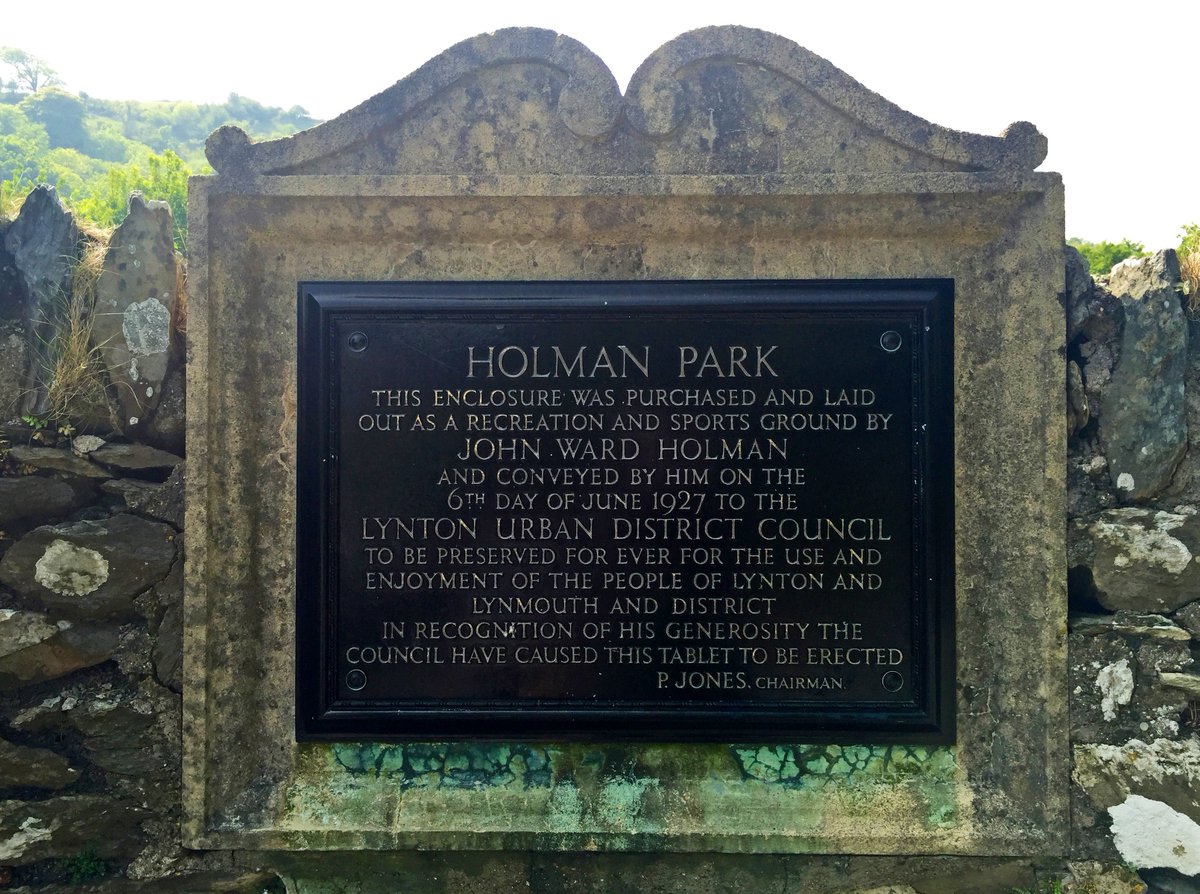 HOLMAN PARK
THIS ENCLOSURE WAS PURCHASED AND LAID
OUT AS A RECREATION AND SPORTS GROUND BY
JOHN WARD HOLMAN
AND CONVEYED BY HIM ON THE
6TH DAY OF JUNE 1927 TO THE
LYNTON URBAN DISTRICT COUNCIL
TO BE PRESERVED FOR EVER FOR THE USE AND
ENJOYMENT OF THE PEOPLE OF LYNTON AND
LYNMOUTH AND DISTRICT
IN RECOGNITION OF HIS GENEROSITY THE
COUNCIL HAVE CAUSED THIS TABLET TO BE ERECTED
P. JONES. CHAIRMAN.